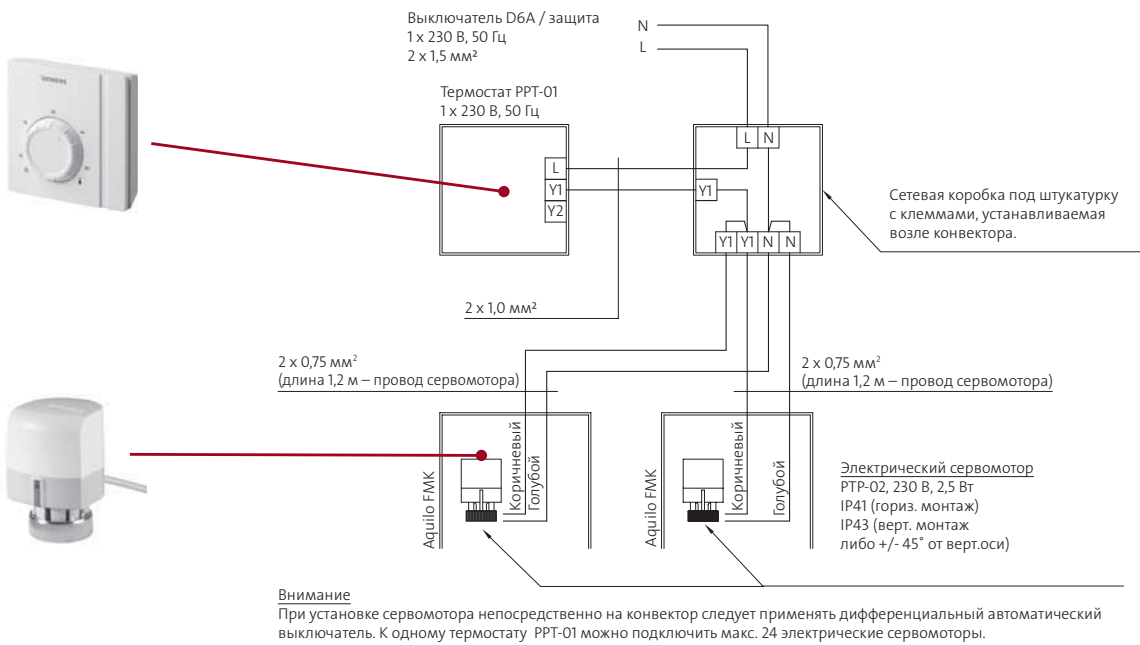 Выключатель D6A / защита
1 x 230 В, 50 Гц
2 x 1,5 мм²
N
L
SIEMENS
Термостат РРТ-01
1 x 230 В, 50 Гц
L N
L
Y1
Y2
Y1
Y1 Y1 N N
Сетевая коробка под штукатурку
с клеммами, устанавливаемая
возле конвектора.
2 x 1,0 мм²
2 x 0,75 мм²
(длина 1,2 м – провод сервомотора)
2 x 0,75 мм²
(длина 1,2 м – провод сервомотора)
Aquilo FMK
Коричневый
Голубой
Aquilo FMK
Коричневый
Голубой
Электрический сервомотор
РТР-02, 230 В, 2,5 Вт
IP41 (гориз. монтаж)
IP43 (верт. монтаж
либо +/- 45˚ от верт.оси)
Внимание
При установке сервомотора непосредственно на конвектор следует применять дифференциальный автоматический
выключатель. К одному термостату РРТ-01 можно подключить макс. 24 электрические сервомоторы.